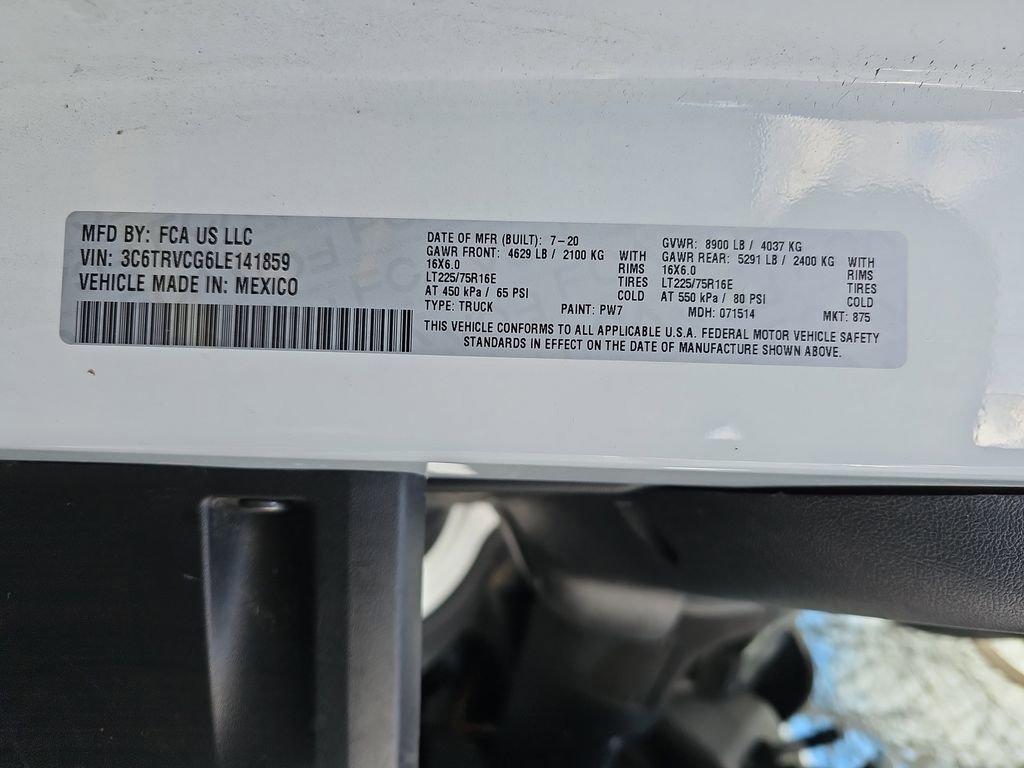 MFD BY: FCA US LLC
VIN: 3C6TRVCG6LE141859
VEHICLE MADE IN: MEXICO
DATE OF MFR (BUILT): 7-20
GAWR FRONT: 4629 LB / 2100 KG WITH
16X6.0 RIMS
LT225/75R16E TIRES
AT 450 kPa / 65 PSI COLD
TYPE: TRUCK PAINT: PW7
GVWR: 8900 LB / 4037 KG
GAWR REAR: 5291 LB / 2400 KG WITH
16X6.0 RIMS
LT225/75R16E TIRES
AT 550 kPa / 80 PSI COLD
MDH: 071514 MKT: 875
THIS VEHICLE CONFORMS TO ALL APPLICABLE U.S.A. FEDERAL MOTOR VEHICLE SAFETY
STANDARDS IN EFFECT ON THE DATE OF MANUFACTURE SHOWN ABOVE.